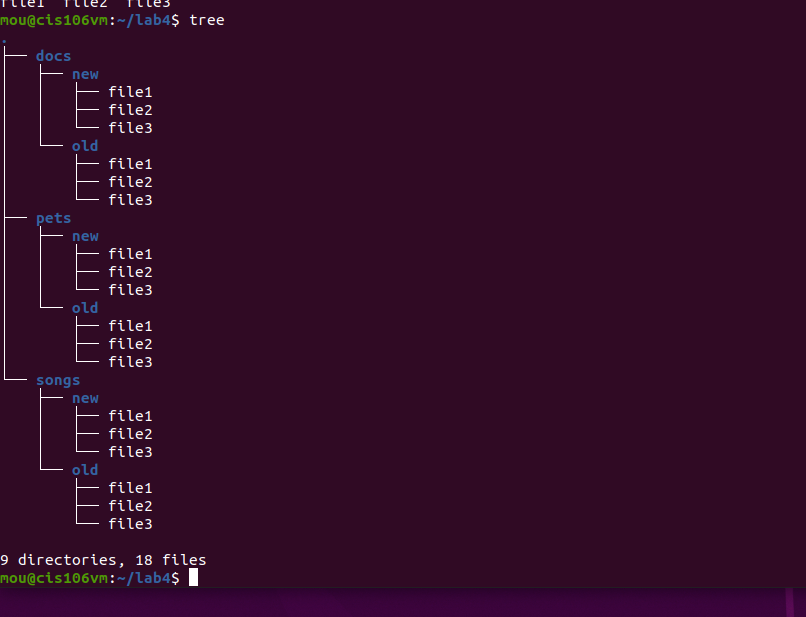 file1  file2  file3
mou@cis106vm:~/lab4$ tree
.
├── docs
│   ├── new
│   │   ├── file1
│   │   ├── file2
│   │   └── file3
│   └── old
│       ├── file1
│       ├── file2
│       └── file3
├── pets
│   ├── new
│   │   ├── file1
│   │   ├── file2
│   │   └── file3
│   └── old
│       ├── file1
│       ├── file2
│       └── file3
└── songs
    ├── new
    │   ├── file1
    │   ├── file2
    │   └── file3
    └── old
        ├── file1
        ├── file2
        └── file3

9 directories, 18 files
mou@cis106vm:~/lab4$